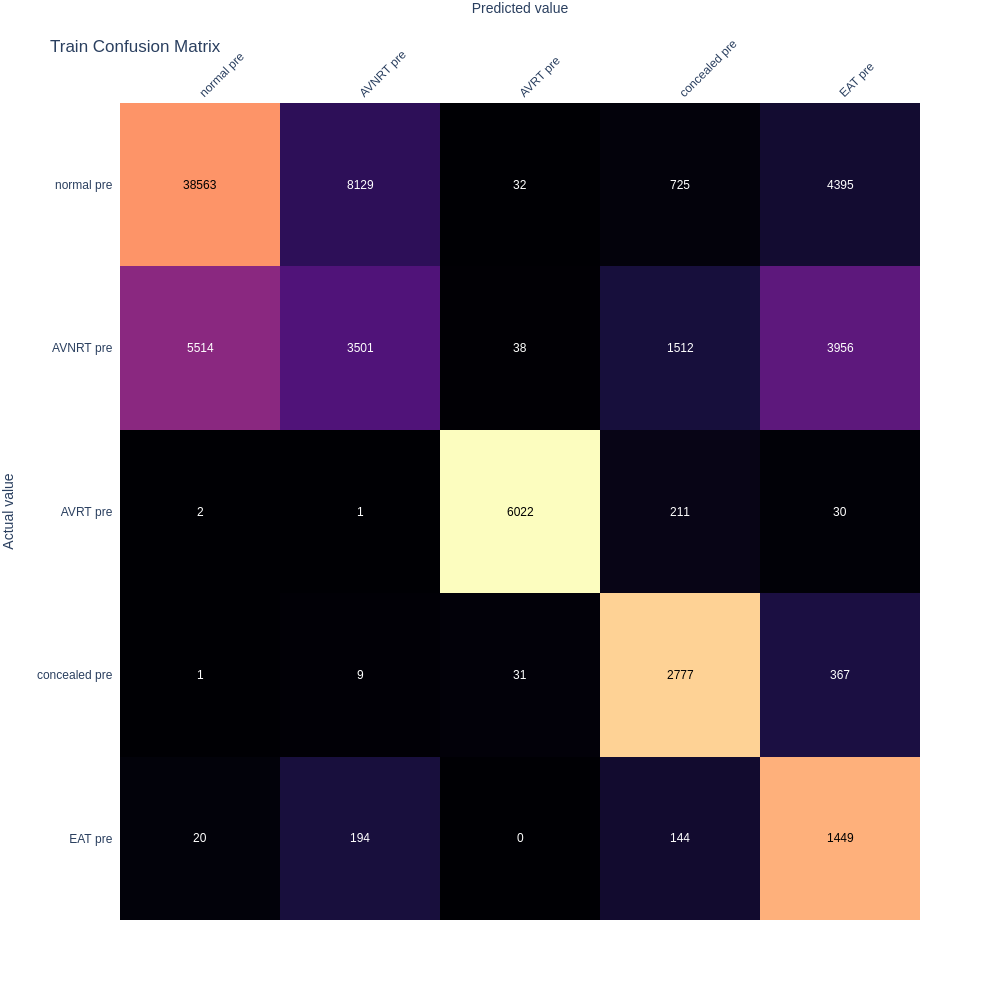 Predicted value
Train Confusion Matrix
normal pre AVNRT pre AVRT pre concealed pre EAT pre
normal pre 38563 8129 32 725 4395
AVNRT pre 5514 3501 38 1512 3956
Actual value
AVRT pre 2 1 6022 211 30
concealed pre 1 9 31 2777 367
EAT pre 20 194 0 144 1449